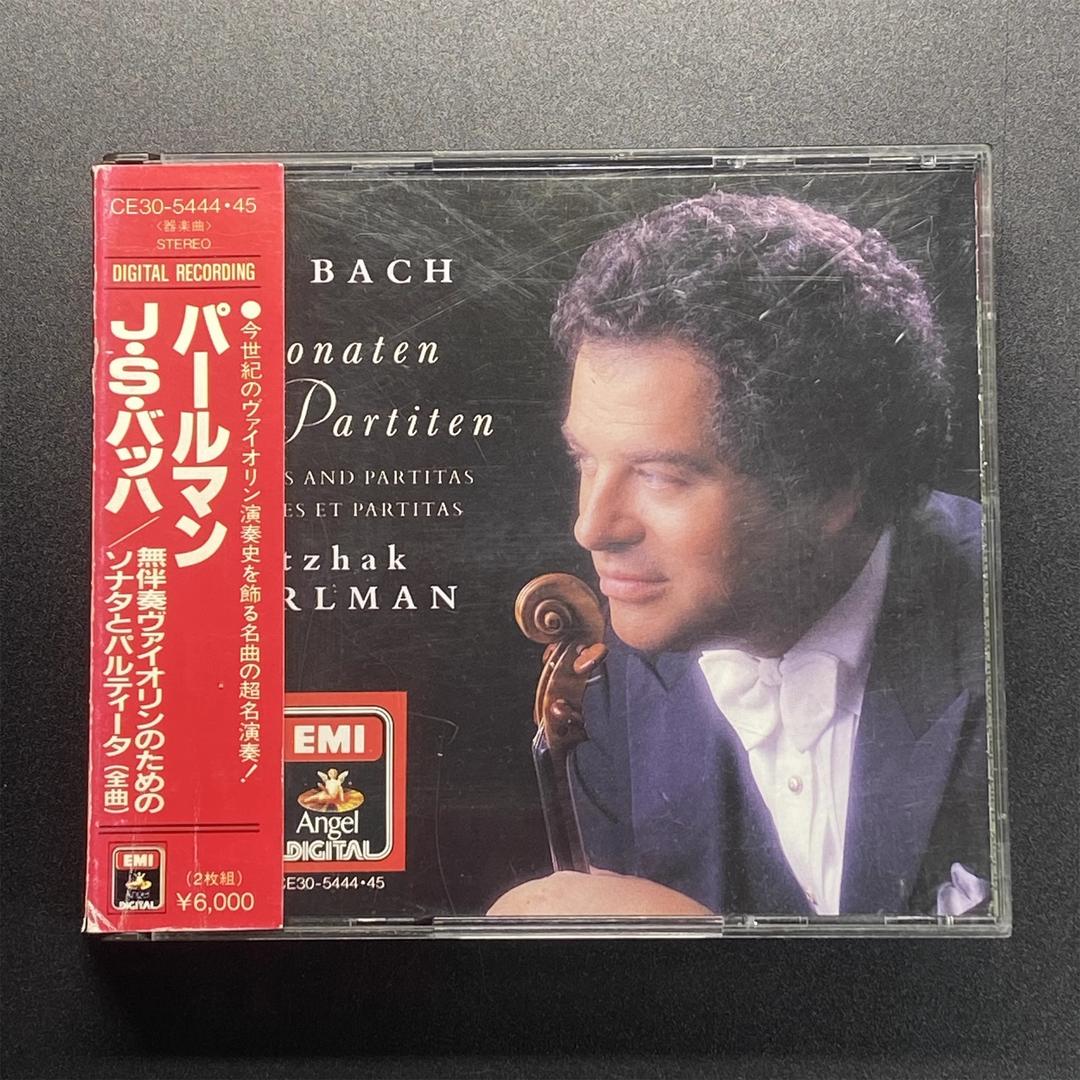 CE30-5444・45
〈器楽曲〉
STEREO
DIGITAL RECORDING
●今世紀のヴァイオリン演奏史を飾る名曲の超名演奏!
パールマン
J・S・バッハ/無伴奏ヴァイオリンのための
ソナタとパルティータ(全曲)
EMI
Angel
DIGITAL
(2枚組)
¥6,000
BACH
onaten
Partiten
S AND PARTITAS
ES ET PARTITAS
tzhak
RLMAN
EMI
Angel
DIGITAL
CE30-5444・45